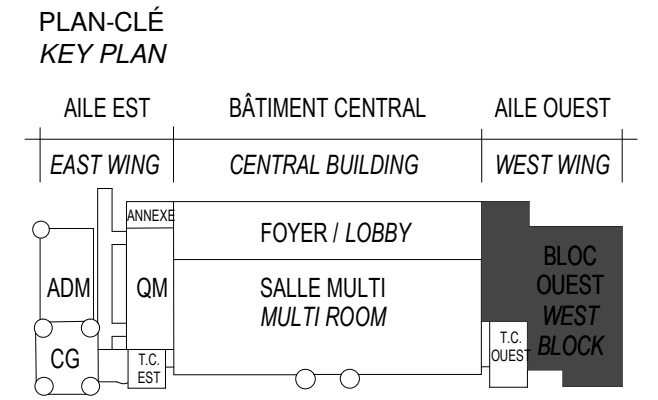 PLAN-CLÉ
KEY PLAN
AILE EST
BÂTIMENT CENTRAL
AILE OUEST
EAST WING
CENTRAL BUILDING
WEST WING
ANNEXE
FOYER / LOBBY
ADM
QM
SALLE MULTI
MULTI ROOM
BLOC
OUEST
WEST
BLOCK
CG
T.C.
EST
T.C.
OUEST